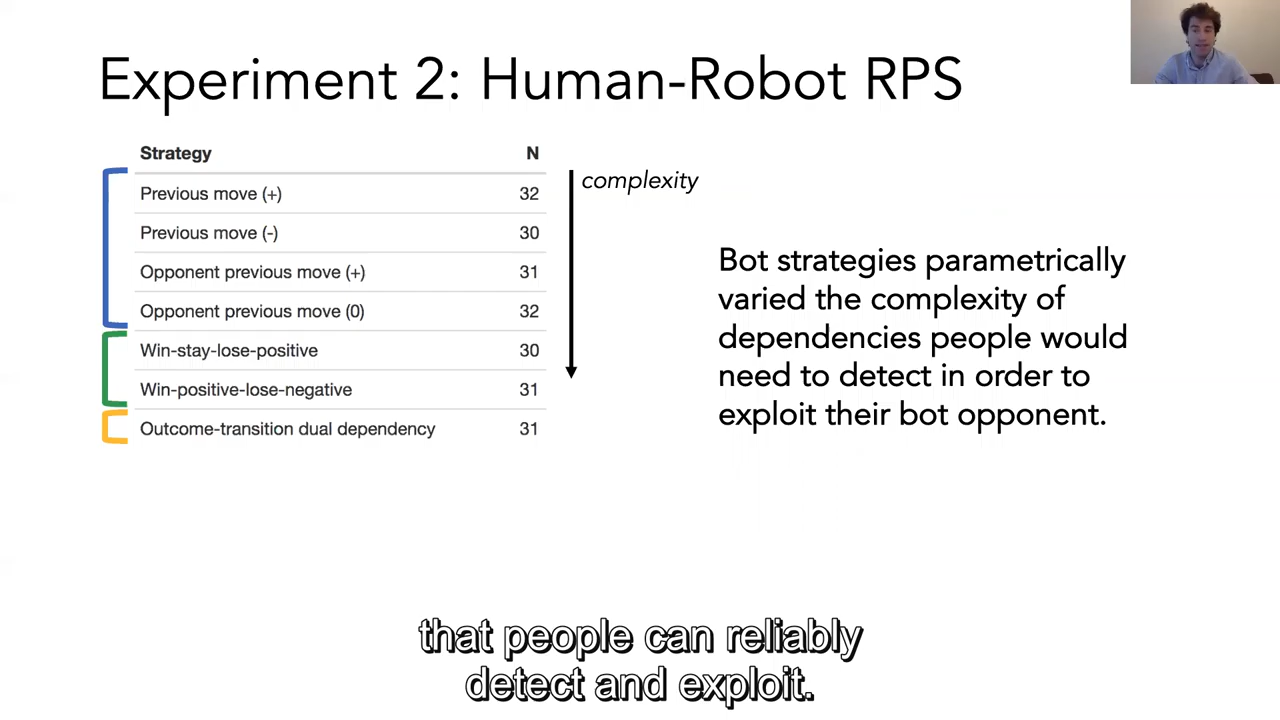 Experiment 2: Human-Robot RPS
Strategy N
Previous move (+) 32
Previous move (-) 30
Opponent previous move (+) 31
Opponent previous move (0) 32
Win-stay-lose-positive 30
Win-positive-lose-negative 31
Outcome-transition dual dependency 31
complexity
Bot strategies parametrically
varied the complexity of
dependencies people would
need to detect in order to
exploit their bot opponent.
that people can reliably
detect and exploit.